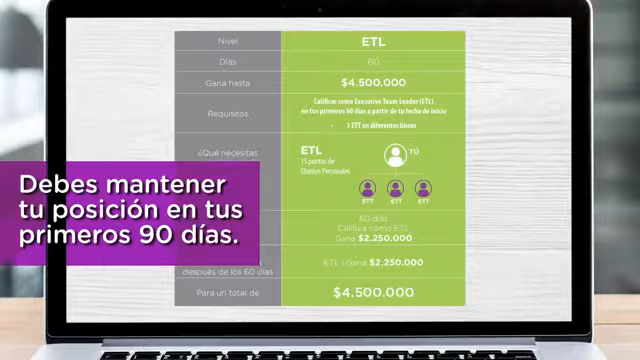 Nivel
ETL
Días
60
Gana hasta
$4.500.000
Requisitos
Calificar como Executive Team Leader (ETL)
en tus primeros 60 días a partir de tu fecha de inicio
- 3 ETT en diferentes líneas
¿Qué necesitas
ETL
15 puntos de
Clientes Personales
TÚ
ETT ETT ETT
Debes mantener
tu posición en tus
primeros 90 días.
60 días
Califica como ETL
Gana $2.250.000
después de los 60 días
ETL | Gana $2.250.000
Para un total de
$4.500.000